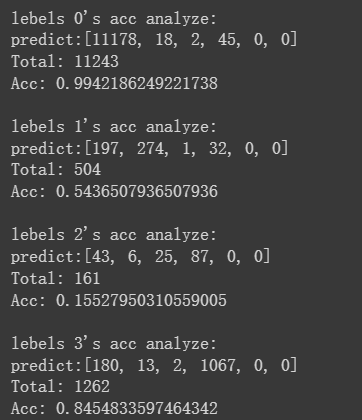 lebels 0's acc analyze:
predict:[11178, 18, 2, 45, 0, 0]
Total: 11243
Acc: 0.9942186249221738
lebels 1's acc analyze:
predict:[197, 274, 1, 32, 0, 0]
Total: 504
Acc: 0.5436507936507936
lebels 2's acc analyze:
predict:[43, 6, 25, 87, 0, 0]
Total: 161
Acc: 0.15527950310559005
lebels 3's acc analyze:
predict:[180, 13, 2, 1067, 0, 0]
Total: 1262
Acc: 0.8454833597464342